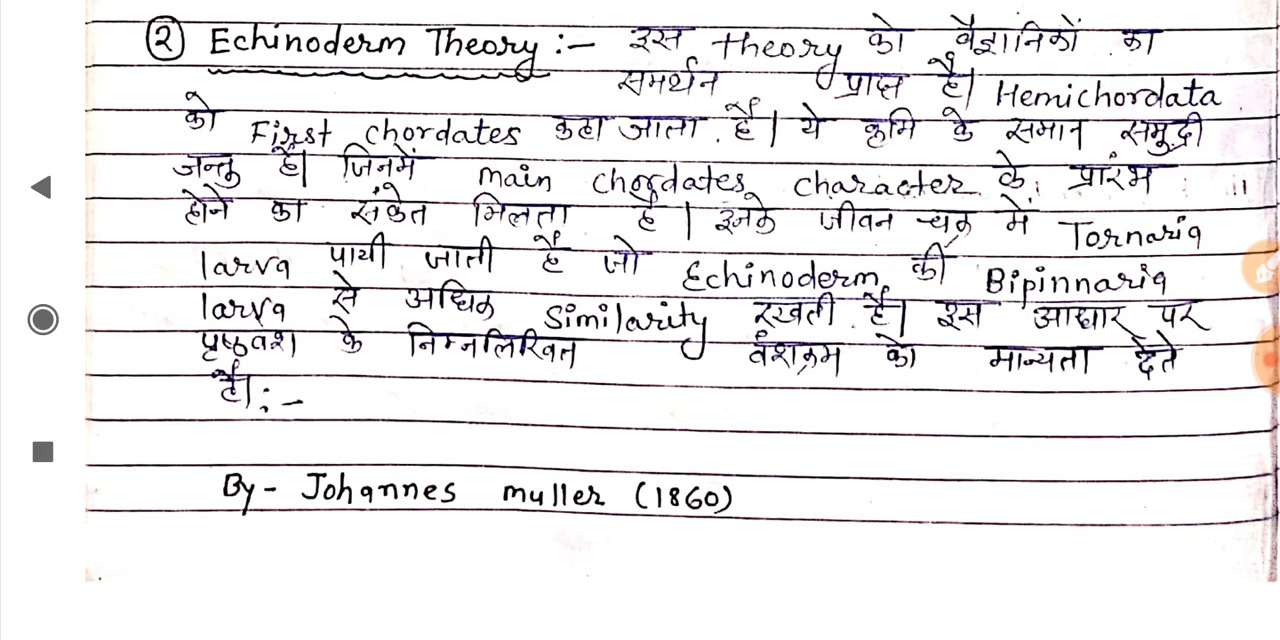 ② Echinoderm Theory :- इस theory को वैज्ञानिकों का
समर्थन प्राप्त है। Hemichordata
को First chordates कहा जाता है। ये कृमि के समान समुद्री
जन्तु है। जिनमें main chordates character के प्रारंभ
होने का संकेत मिलता है। इनके जीवन चक्र में Tornaria
larva पायी जाती है जो Echinoderm की Bipinnaria
larva से अधिक Similarity रखती है। इस आधार पर
पृष्ठवंश के निम्नलिखित वंशक्रम को मान्यता देते
है।:-
By - Johannes muller (1860)